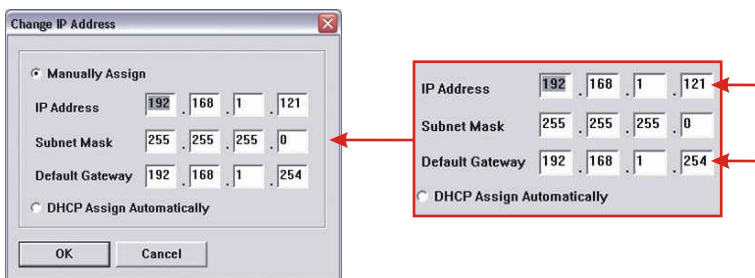 Change IP Address
Manually Assign
IP Address 192 . 168 . 1 . 121
Subnet Mask 255 . 255 . 255 . 0
Default Gateway 192 . 168 . 1 . 254
DHCP Assign Automatically
OK Cancel
IP Address 192 . 168 . 1 . 121
Subnet Mask 255 . 255 . 255 . 0
Default Gateway 192 . 168 . 1 . 254
DHCP Assign Automatically